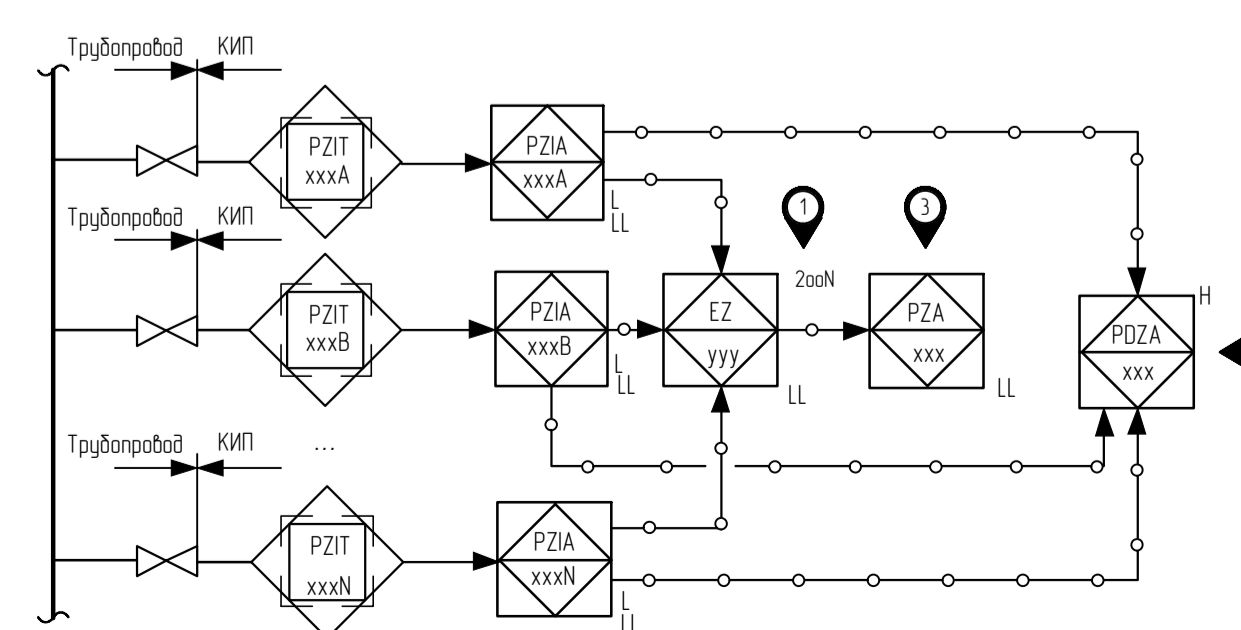 Трубопровод КИП
PZIT
xxxA
PZIA
xxxA
L
LL
Трубопровод КИП
1
3
PZIT
xxxB
PZIA
xxxB
L
LL
EZ
yyy
LL
2ooN
PZA
xxx
LL
H
PDZA
xxx
Трубопровод КИП
...
PZIT
xxxN
PZIA
xxxN
L
LL